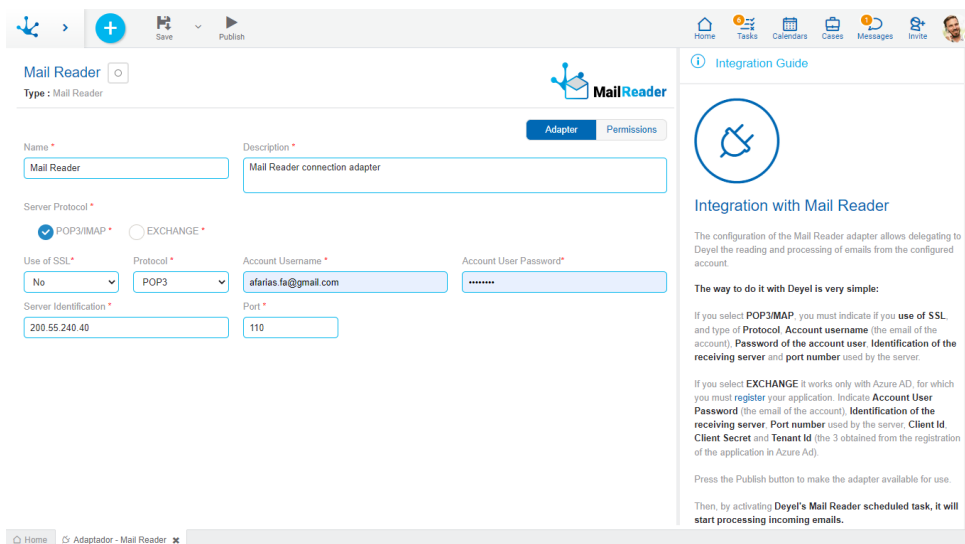 Save
Publish
6
1
Home
Tasks
Calendars
Cases
Messages
Invite
Mail Reader
Type : Mail Reader
MailReader
Adapter
Permissions
Name *
Description *
Mail Reader
Mail Reader connection adapter
Server Protocol *
POP3/IMAP *
EXCHANGE *
Use of SSL*
Protocol *
Account Username *
Account User Password*
No
POP3
afarias.fa@gmail.com
••••••••
Server Identification *
Port *
200.55.240.40
110
Integration Guide
Integration with Mail Reader
The configuration of the Mail Reader adapter allows delegating to
Deyel the reading and processing of emails from the configured
account.
The way to do it with Deyel is very simple:
If you select POP3/MAP, you must indicate if you use of SSL,
and type of Protocol, Account username (the email of the
account), Password of the account user, Identification of the
receiving server and port number used by the server.
If you select EXCHANGE it works only with Azure AD, for which
you must register your application. Indicate Account User
Password (the email of the account), Identification of the
receiving server, Port number used by the server, Client Id,
Client Secret and Tenant Id (the 3 obtained from the registration
of the application in Azure Ad).
Press the Publish button to make the adapter available for use.
Then, by activating Deyel's Mail Reader scheduled task, it will
start processing incoming emails.
Home
Adaptador - Mail Reader